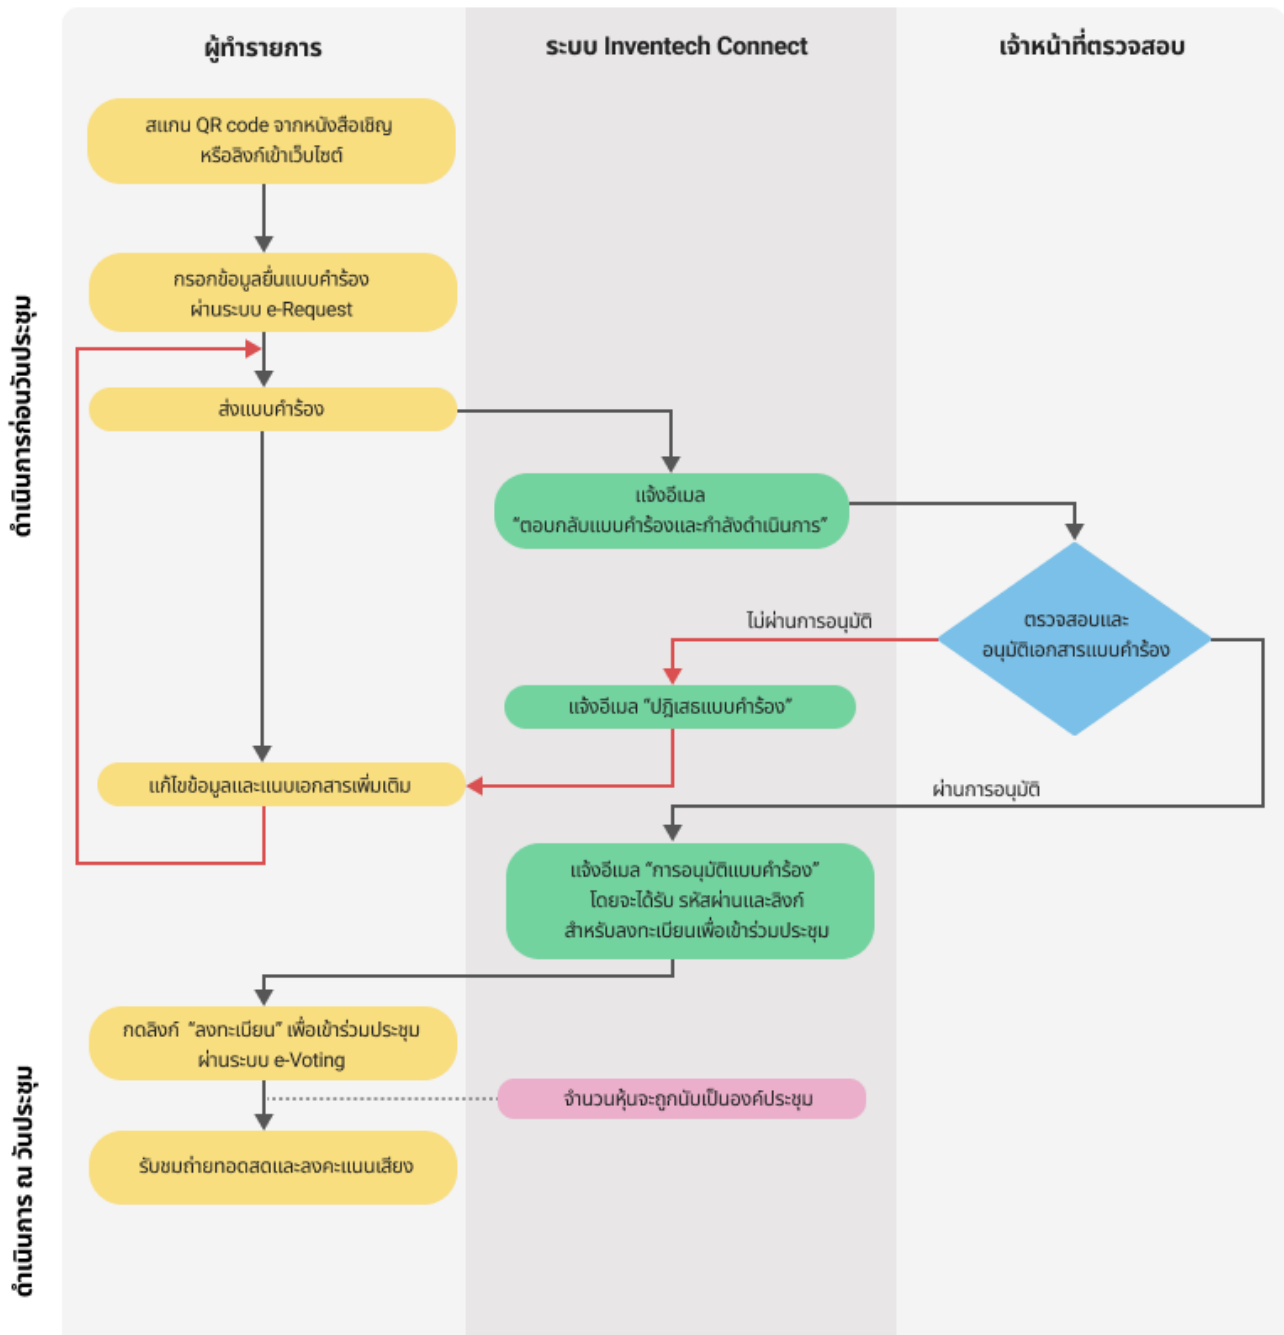 ผู้ทำรายการ
ระบบ Inventech Connect
เจ้าหน้าที่ตรวจสอบ
ดำเนินการก่อนวันประชุม
สแกน QR code จากหนังสือเชิญ
หรือลิงก์เข้าเว็บไซต์
กรอกข้อมูลยื่นแบบคำร้อง
ผ่านระบบ e-Request
ส่งแบบคำร้อง
แจ้งอีเมล
“ตอบกลับแบบคำร้องและกำลังดำเนินการ”
ตรวจสอบและ
อนุมัติเอกสารแบบคำร้อง
ไม่ผ่านการอนุมัติ
แจ้งอีเมล “ปฎิเสธแบบคำร้อง”
แก้ไขข้อมูลและแนบเอกสารเพิ่มเติม
ผ่านการอนุมัติ
แจ้งอีเมล “การอนุมัติแบบคำร้อง”
โดยจะได้รับ รหัสผ่านและลิงก์
สำหรับลงทะเบียนเพื่อเข้าร่วมประชุม
ดำเนินการ ณ วันประชุม
กดลิงก์ “ลงทะเบียน” เพื่อเข้าร่วมประชุม
ผ่านระบบ e-Voting
จำนวนหุ้นจะถูกนับเป็นองค์ประชุม
รับชมถ่ายทอดสดและลงคะแนนเสียง